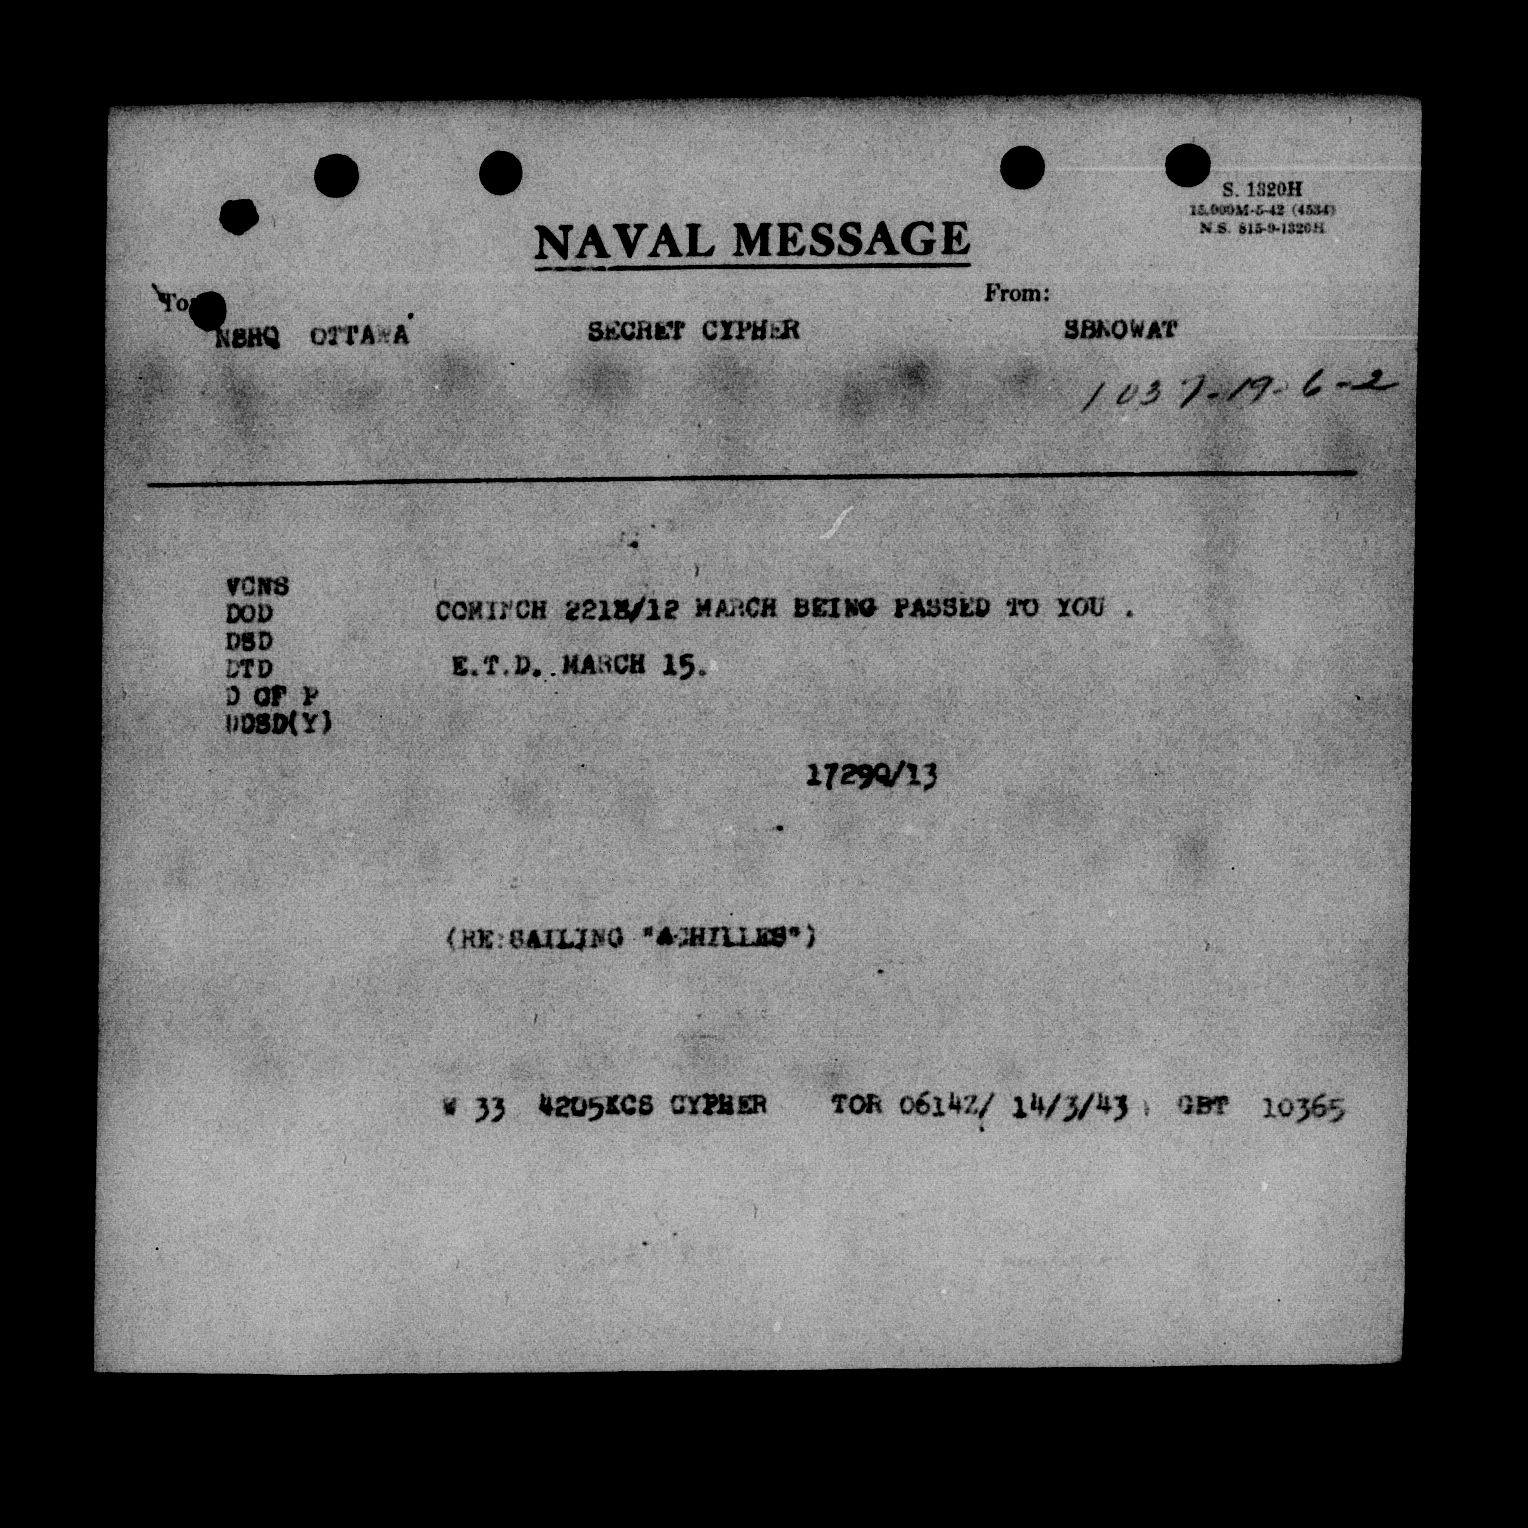 S. 1320H
15,000M-5-42 (4534)
N.S. 815-9-1320H
NAVAL MESSAGE
To: From:
NSHQ OTTAWA SECRET CYPHER SBNOWAT
1037-19-6-2
VCNS
DOD COMINCH 2218/12 MARCH BEING PASSED TO YOU .
DSD
DTD E.T.D. MARCH 15.
D OF P
DDSD(Y)
1729Q/13
(RE:SAILING "ACHILLES")
W 33 4205KCS CYPHER TOR 0614Z/ 14/3/43 GBT 10365